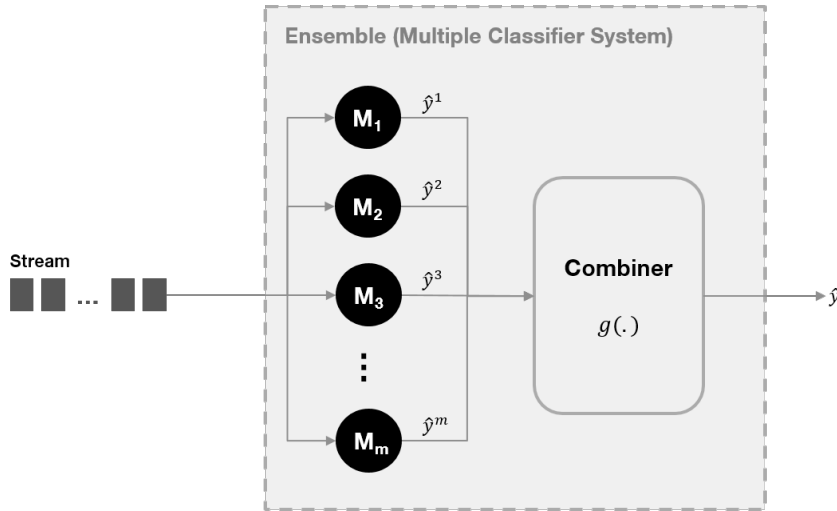 Ensemble (Multiple Classifier System)
M₁
ŷ¹
M₂
ŷ²
Stream
...
M₃
ŷ³
Combiner
g(.)
ŷ
⋮
Mₘ
ŷᵐ